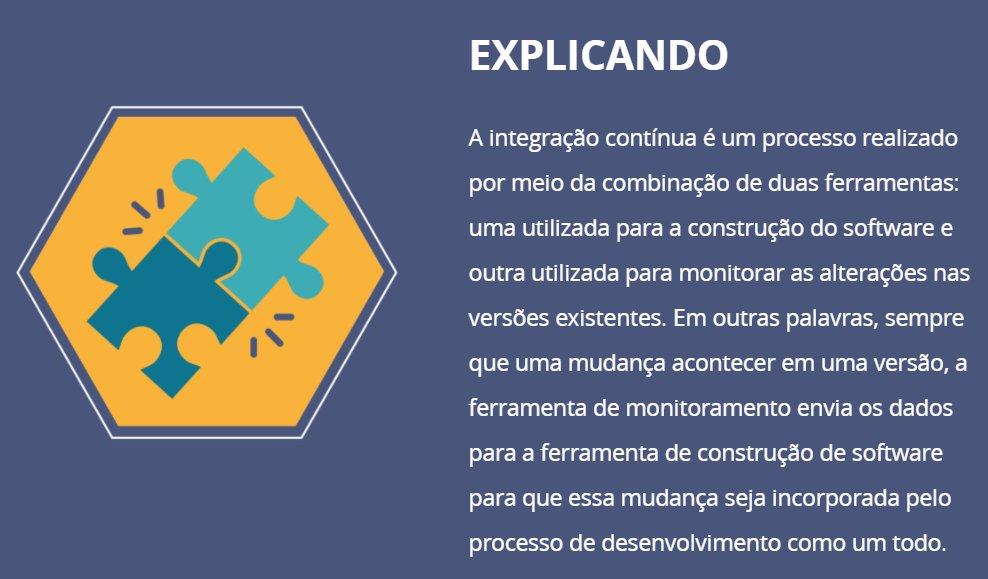 EXPLICANDO
A integração contínua é um processo realizado
por meio da combinação de duas ferramentas:
uma utilizada para a construção do software e
outra utilizada para monitorar as alterações nas
versões existentes. Em outras palavras, sempre
que uma mudança acontecer em uma versão, a
ferramenta de monitoramento envia os dados
para a ferramenta de construção de software
para que essa mudança seja incorporada pelo
processo de desenvolvimento como um todo.